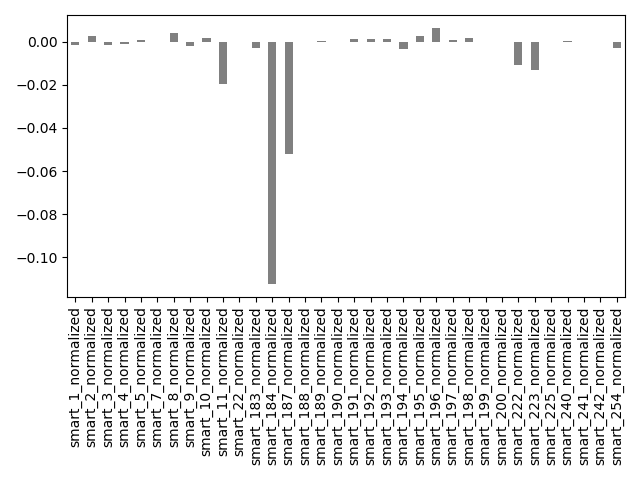 0.00
−0.02
−0.04
−0.06
−0.08
−0.10
smart_1_normalized
smart_2_normalized
smart_3_normalized
smart_4_normalized
smart_5_normalized
smart_7_normalized
smart_8_normalized
smart_9_normalized
smart_10_normalized
smart_11_normalized
smart_22_normalized
smart_183_normalized
smart_184_normalized
smart_187_normalized
smart_188_normalized
smart_189_normalized
smart_190_normalized
smart_191_normalized
smart_192_normalized
smart_193_normalized
smart_194_normalized
smart_195_normalized
smart_196_normalized
smart_197_normalized
smart_198_normalized
smart_199_normalized
smart_200_normalized
smart_222_normalized
smart_223_normalized
smart_225_normalized
smart_240_normalized
smart_241_normalized
smart_242_normalized
smart_254_normalized